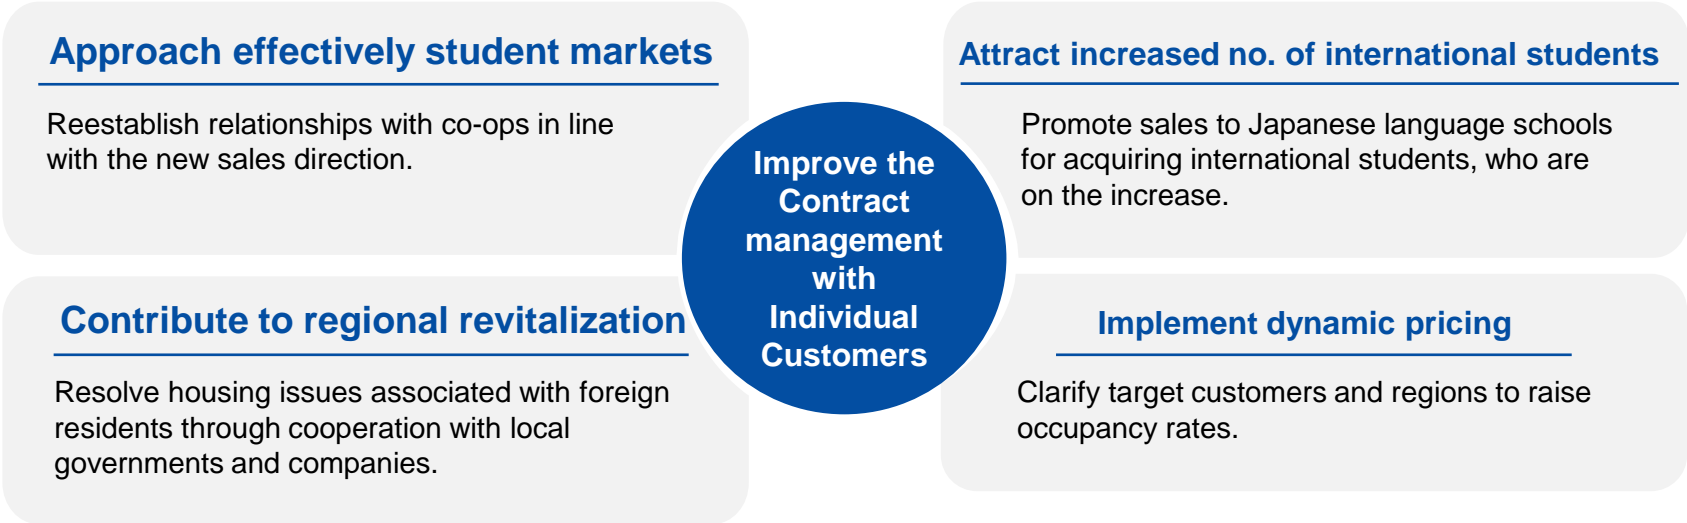 Approach effectively student markets
Reestablish relationships with co-ops in line
with the new sales direction.
Attract increased no. of international students
Promote sales to Japanese language schools
for acquiring international students, who are
on the increase.
Improve the
Contract
management
with
Individual
Customers
Contribute to regional revitalization
Resolve housing issues associated with foreign
residents through cooperation with local
governments and companies.
Implement dynamic pricing
Clarify target customers and regions to raise
occupancy rates.